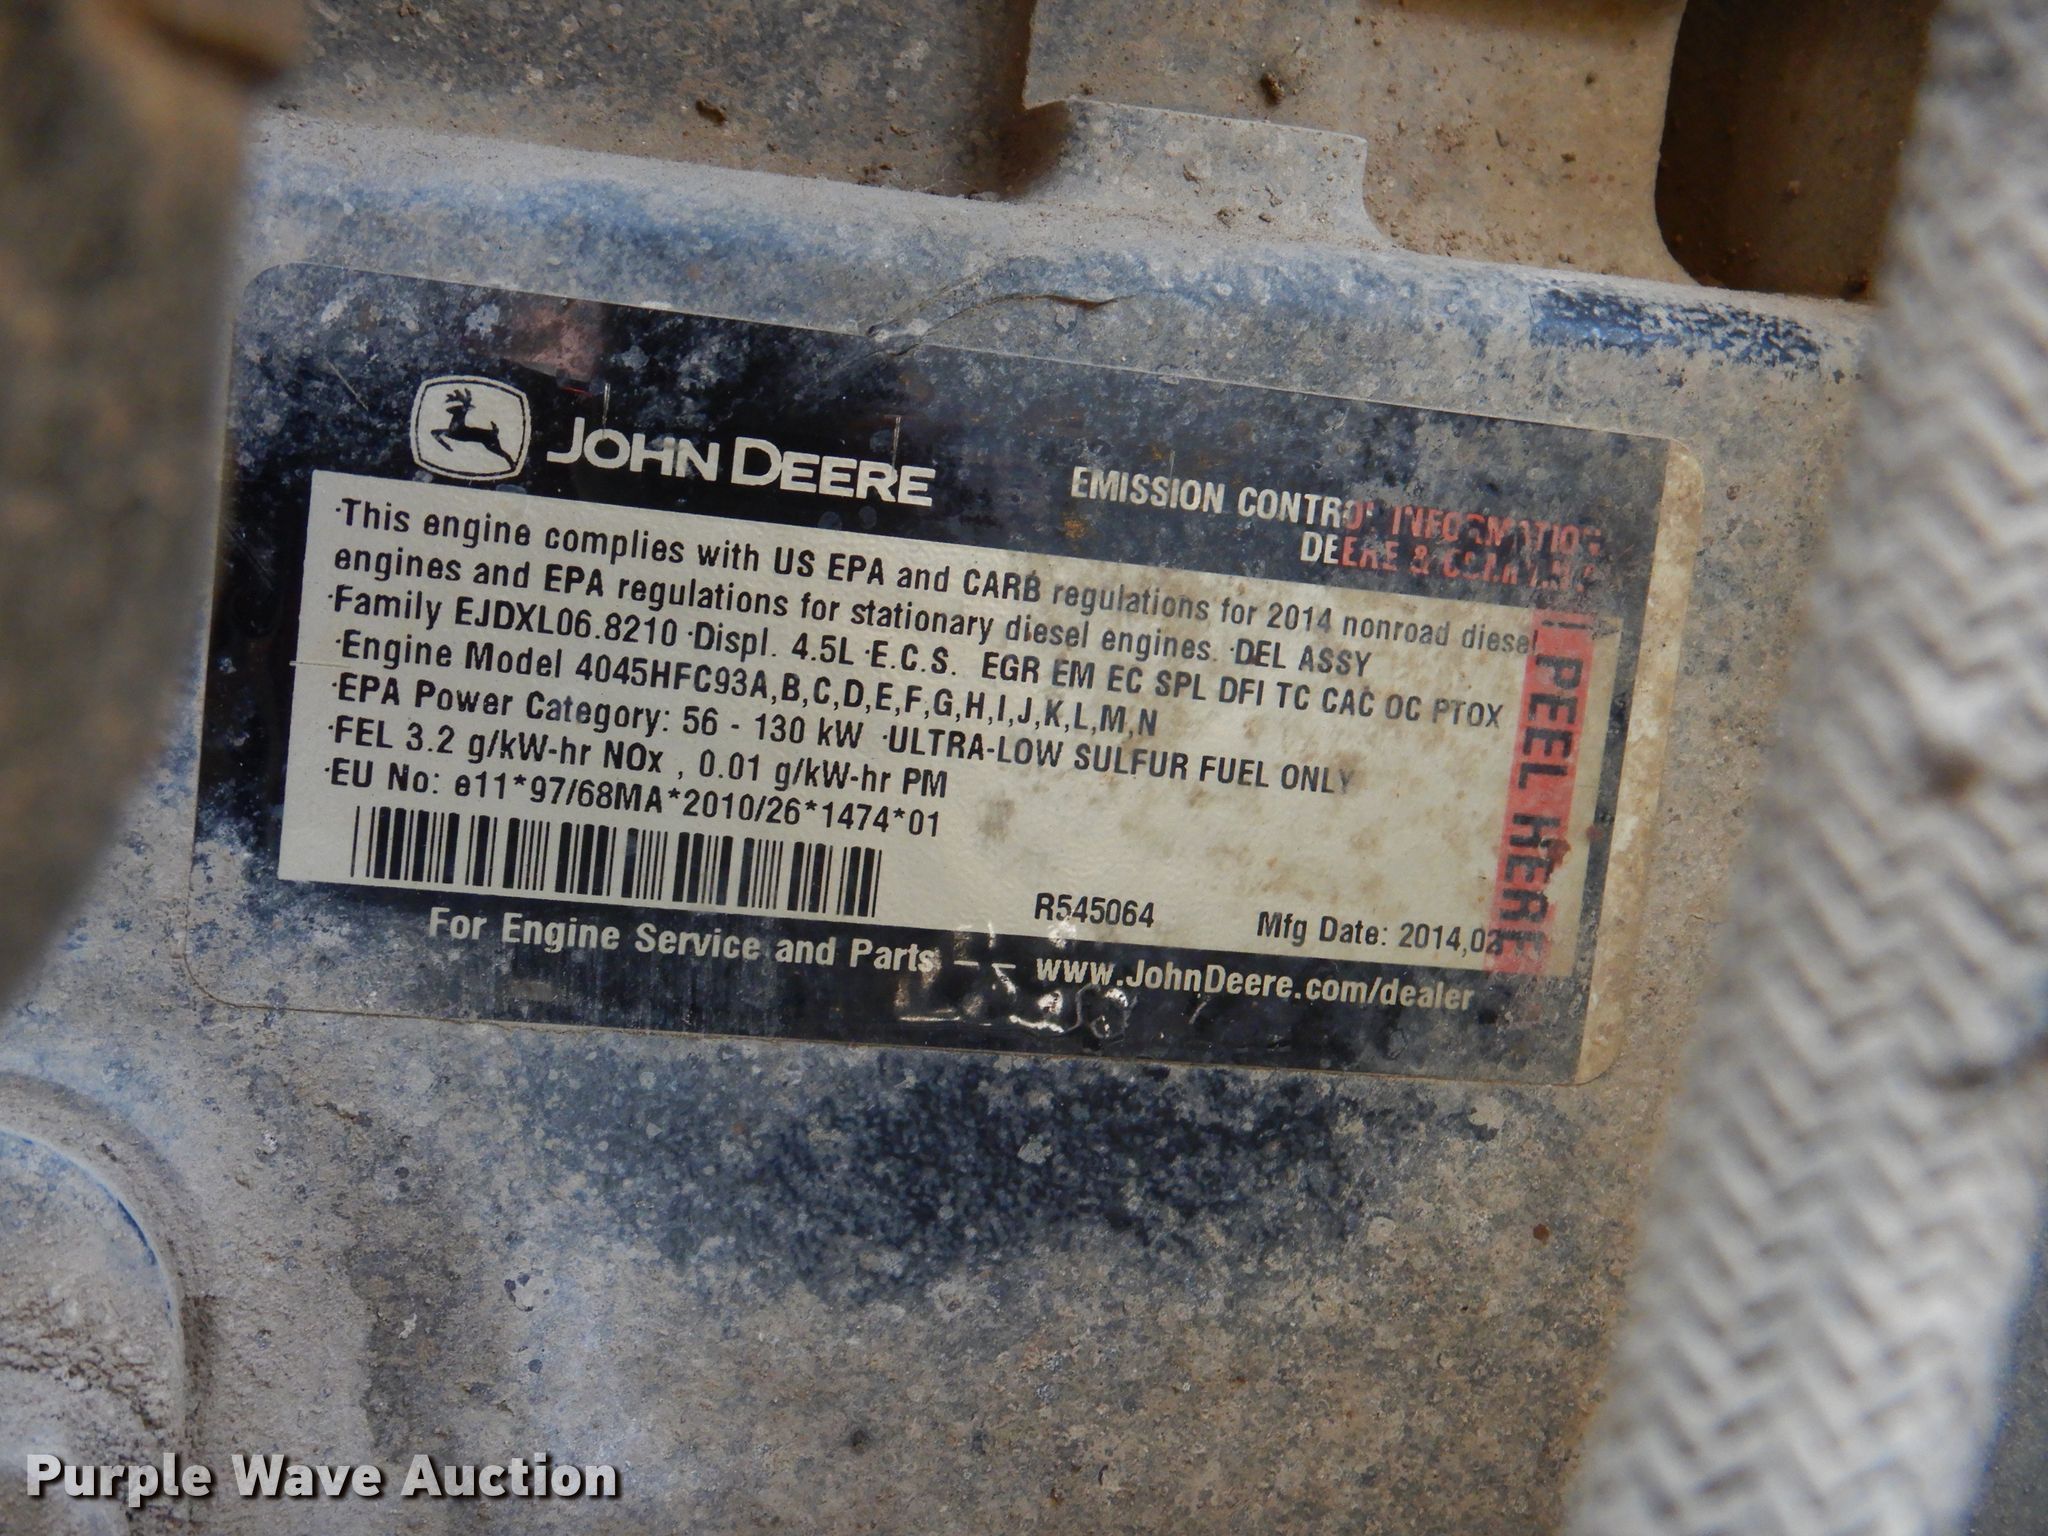 JOHN DEERE
EMISSION CONTROL INFORMATION
DEERE & COMPANY
·This engine complies with US EPA and CARB regulations for 2014 nonroad diesel
engines and EPA regulations for stationary diesel engines. ·DEL ASSY
·Family EJDXL06.8210 ·Displ. 4.5L ·E.C.S. EGR EM EC SPL DFI TC CAC OC PTOX
·Engine Model 4045HFC93A,B,C,D,E,F,G,H,I,J,K,L,M,N
·EPA Power Category: 56 - 130 kW ·ULTRA-LOW SULFUR FUEL ONLY
·FEL 3.2 g/kW-hr NOx , 0.01 g/kW-hr PM
·EU No: e11*97/68MA*2010/26*1474*01
R545064 Mfg Date: 2014,02
For Engine Service and Parts -- www.JohnDeere.com/dealer
PEEL HERE
Purple Wave Auction